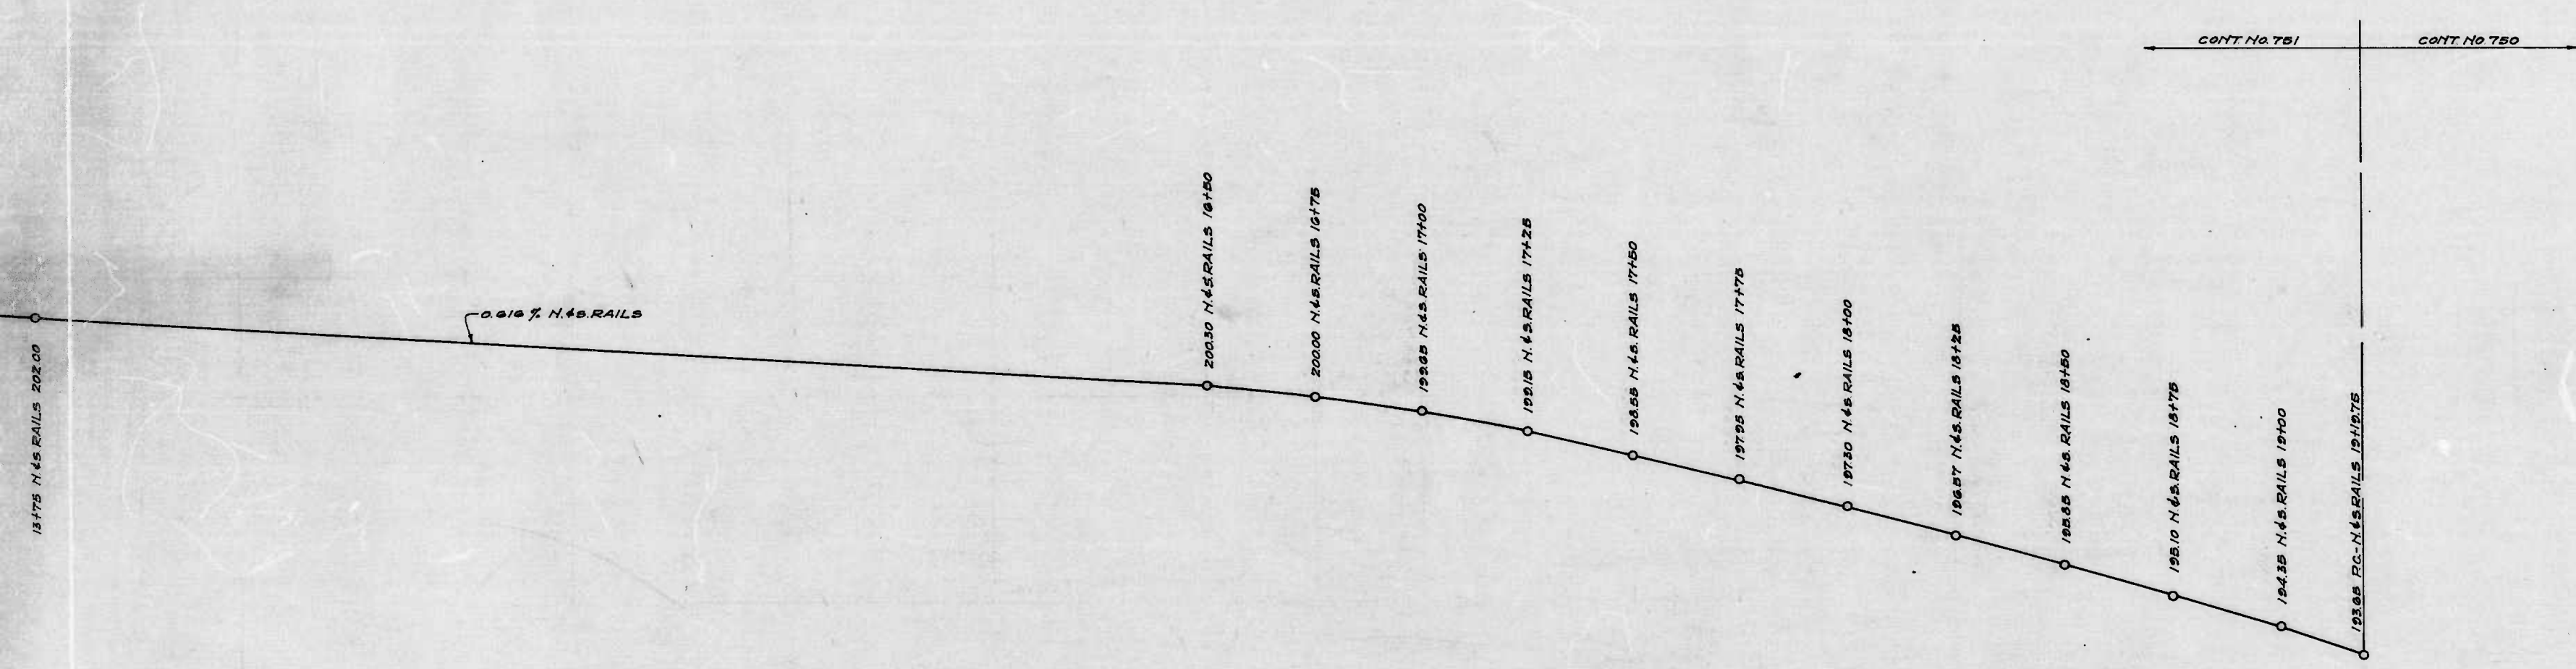 CONT. NO. 751
CONT. NO 750
13+75 N.&S. RAILS 202.00
0.616 % N.&S. RAILS
200.30 N.&S. RAILS 16+50
200.00 N.&S. RAILS 16+75
199.65 N.&S. RAILS 17+00
199.15 N.&S. RAILS 17+25
198.55 N.&S. RAILS 17+50
197.95 N.&S. RAILS 17+75
197.30 N.&S. RAILS 18+00
196.57 N.&S. RAILS 18+25
195.85 N.&S. RAILS 18+50
195.10 N.&S. RAILS 18+75
194.35 N.&S. RAILS 19+00
193.65 P.C.-N.&S. RAILS 19+19.75